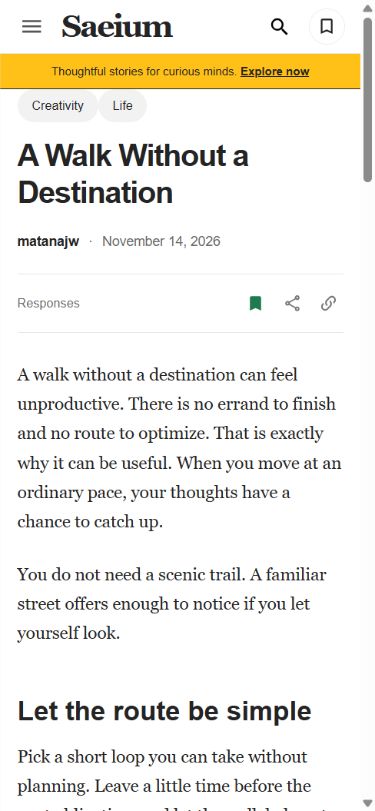 Saeium
Thoughtful stories for curious minds. Explore now
Creativity Life
A Walk Without a
Destination
matanajw · November 14, 2026
Responses
A walk without a destination can feel
unproductive. There is no errand to finish
and no route to optimize. That is exactly
why it can be useful. When you move at an
ordinary pace, your thoughts have a
chance to catch up.
You do not need a scenic trail. A familiar
street offers enough to notice if you let
yourself look.
Let the route be simple
Pick a short loop you can take without
planning. Leave a little time before the